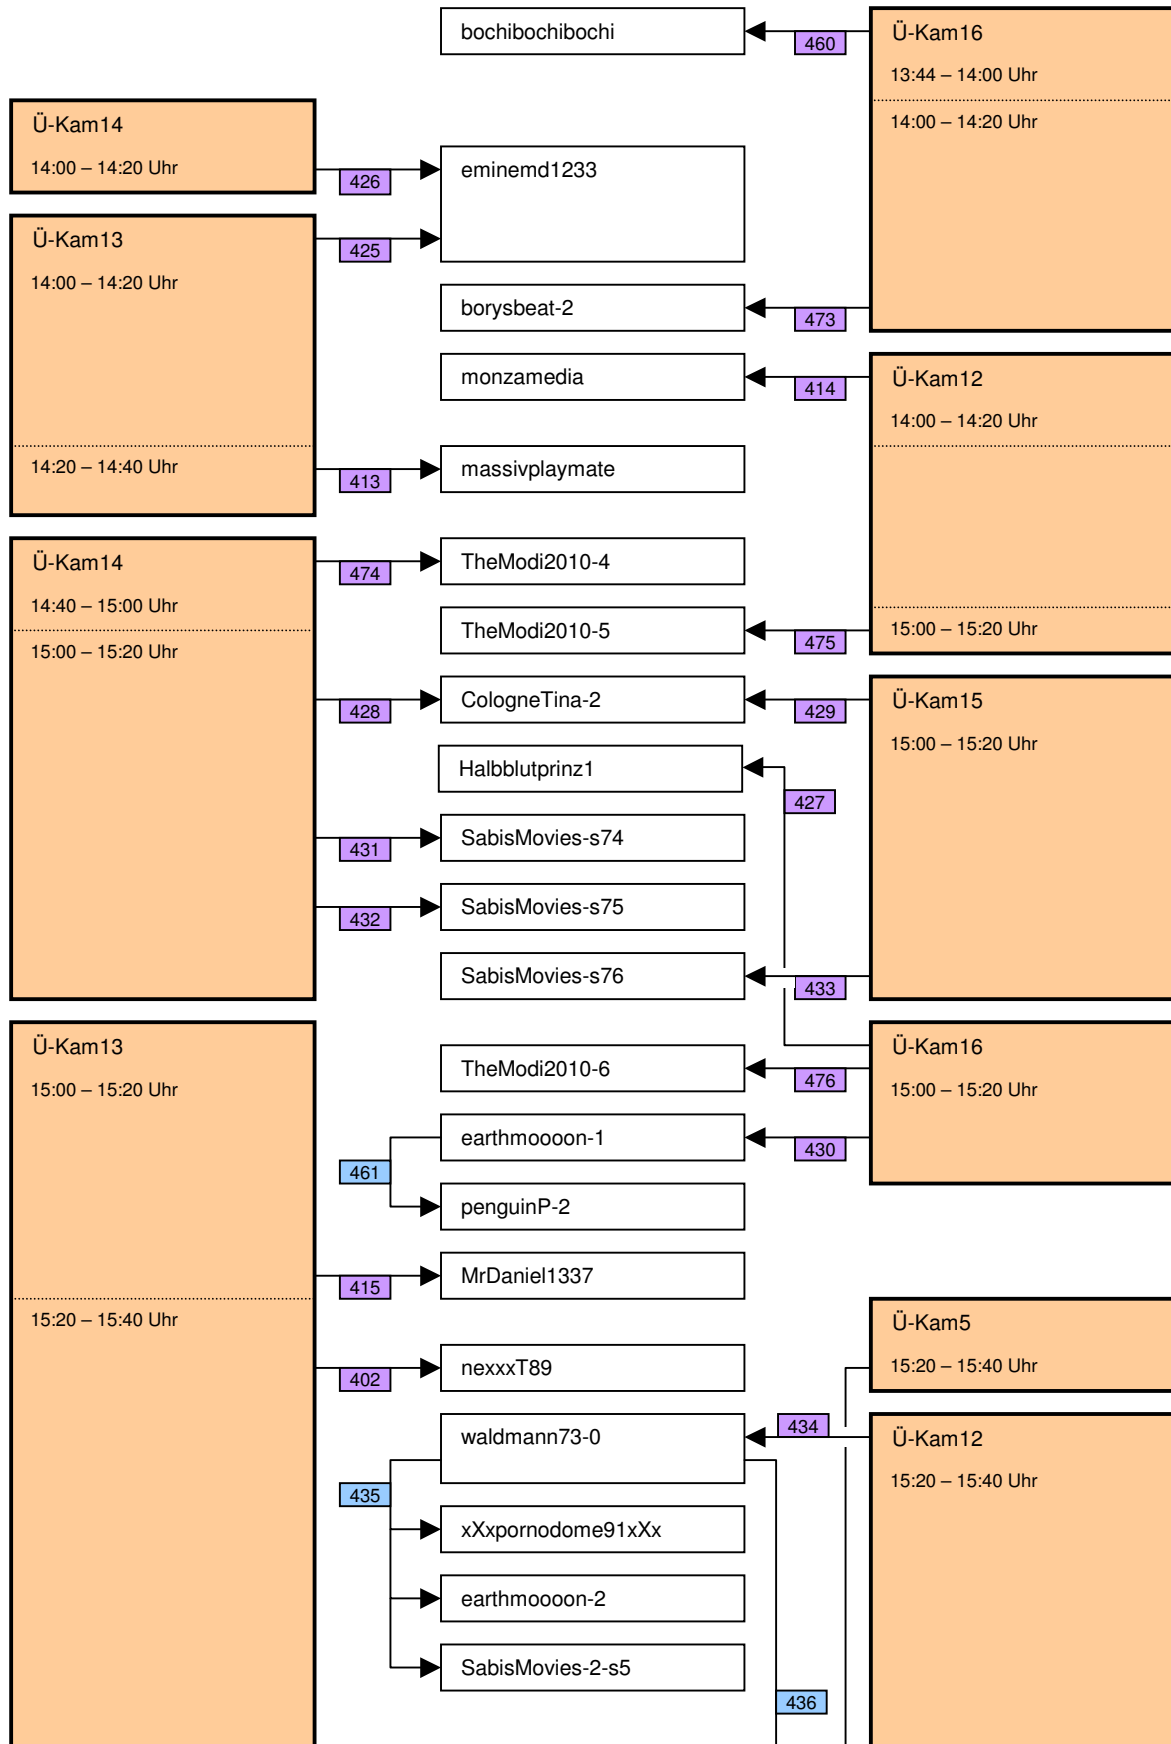 bochibochibochi
460
Ü-Kam16
13:44 – 14:00 Uhr
14:00 – 14:20 Uhr
Ü-Kam14
14:00 – 14:20 Uhr
426
eminemd1233
Ü-Kam13
425
14:00 – 14:20 Uhr
borysbeat-2
473
monzamedia
414
Ü-Kam12
14:00 – 14:20 Uhr
14:20 – 14:40 Uhr
413
massivplaymate
Ü-Kam14
474
TheModi2010-4
14:40 – 15:00 Uhr
TheModi2010-5
475
15:00 – 15:20 Uhr
15:00 – 15:20 Uhr
428
CologneTina-2
429
Ü-Kam15
15:00 – 15:20 Uhr
Halbblutprinz1
427
431
SabisMovies-s74
432
SabisMovies-s75
SabisMovies-s76
433
Ü-Kam13
Ü-Kam16
15:00 – 15:20 Uhr
TheModi2010-6
476
15:00 – 15:20 Uhr
earthmoooon-1
430
461
penguinP-2
415
MrDaniel1337
15:20 – 15:40 Uhr
Ü-Kam5
15:20 – 15:40 Uhr
402
nexxxT89
waldmann73-0
434
Ü-Kam12
15:20 – 15:40 Uhr
435
xXxpornodome91xXx
earthmoooon-2
SabisMovies-2-s5
436